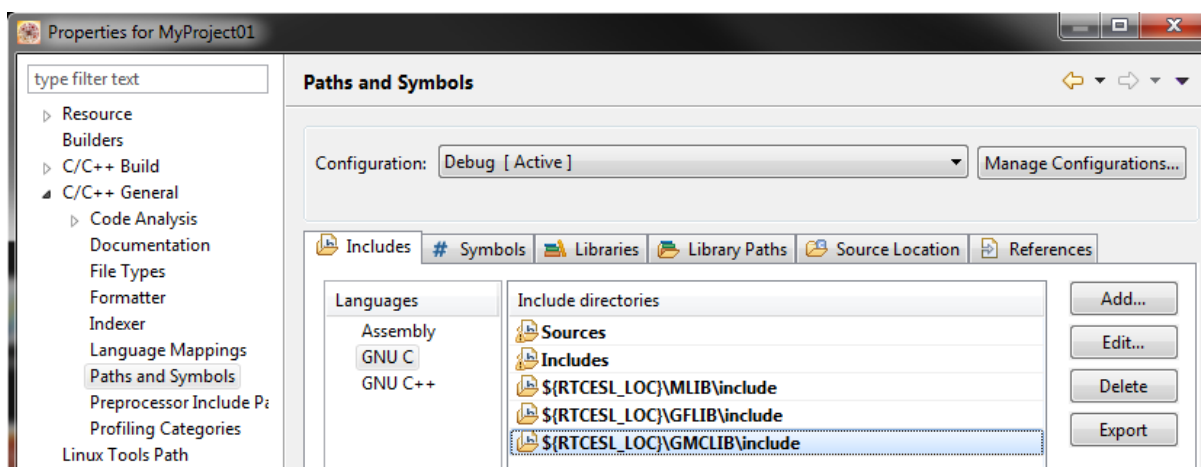 Properties for MyProject01
type filter text
Resource
Builders
C/C++ Build
C/C++ General
Code Analysis
Documentation
File Types
Formatter
Indexer
Language Mappings
Paths and Symbols
Preprocessor Include Pa
Profiling Categories
Linux Tools Path
Paths and Symbols
Configuration: Debug [ Active ] Manage Configurations...
Includes # Symbols Libraries Library Paths Source Location References
Languages
Assembly
GNU C
GNU C++
Include directories
Sources
Includes
${RTCESL_LOC}\MLIB\include
${RTCESL_LOC}\GFLIB\include
${RTCESL_LOC}\GMCLIB\include
Add...
Edit...
Delete
Export